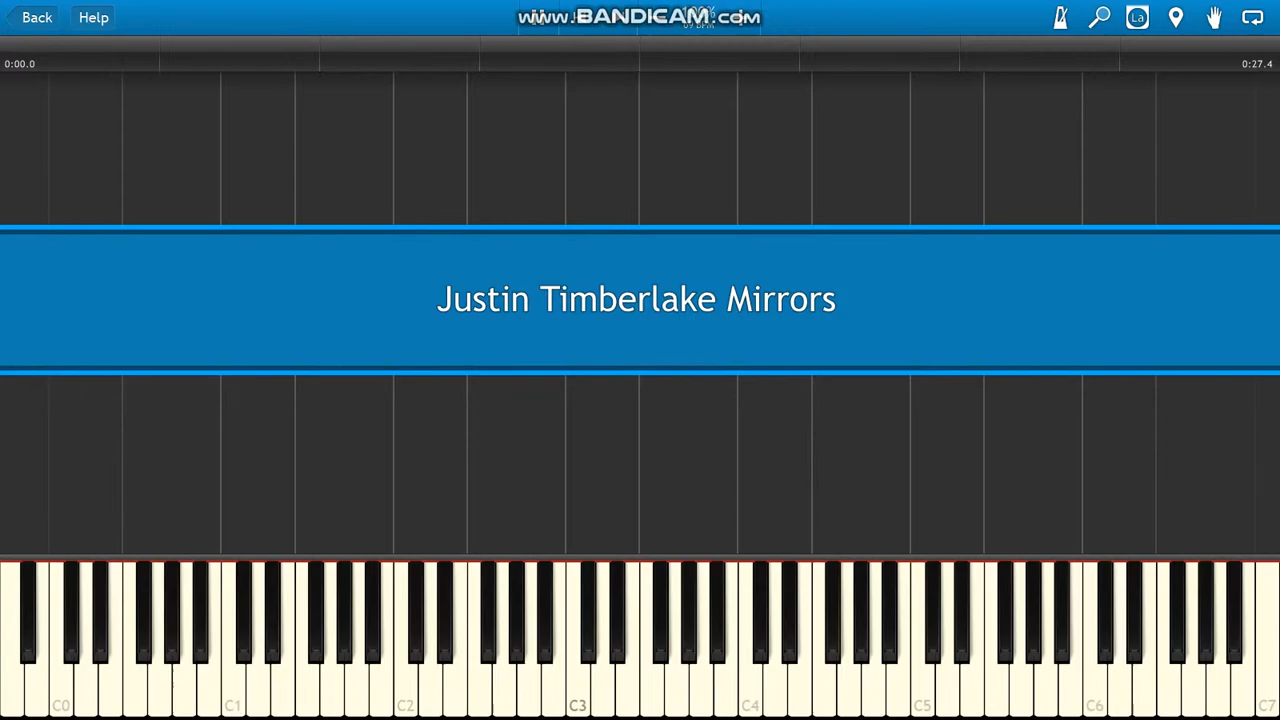 Back Help www.BANDICAM.com La
0:00.0 0:27.4
Justin Timberlake Mirrors
C0 C1 C2 C3 C4 C5 C6 C7